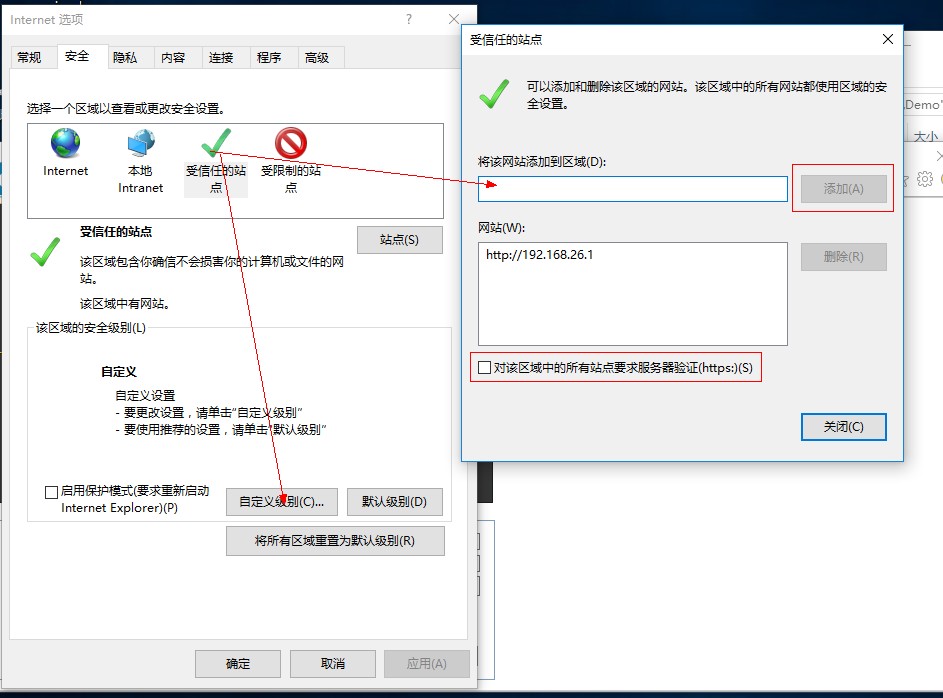 Internet 选项
?
常规
安全
隐私
内容
连接
程序
高级
选择一个区域以查看或更改安全设置。
Internet
本地
Intranet
受信任的站
点
受限制的站
点
受信任的站点
站点(S)
该区域包含你确信不会损害你的计算机或文件的网
站。
该区域中有网站。
该区域的安全级别(L)
自定义
自定义设置
- 要更改设置，请单击“自定义级别”
- 要使用推荐的设置，请单击“默认级别”
启用保护模式(要求重新启动
Internet Explorer)(P)
自定义级别(C)...
默认级别(D)
将所有区域重置为默认级别(R)
确定
取消
应用(A)
受信任的站点
可以添加和删除该区域的网站。该区域中的所有网站都使用区域的安
全设置。
将该网站添加到区域(D):
添加(A)
网站(W):
http://192.168.26.1
删除(R)
对该区域中的所有站点要求服务器验证(https:)(S)
关闭(C)
Demo
大小